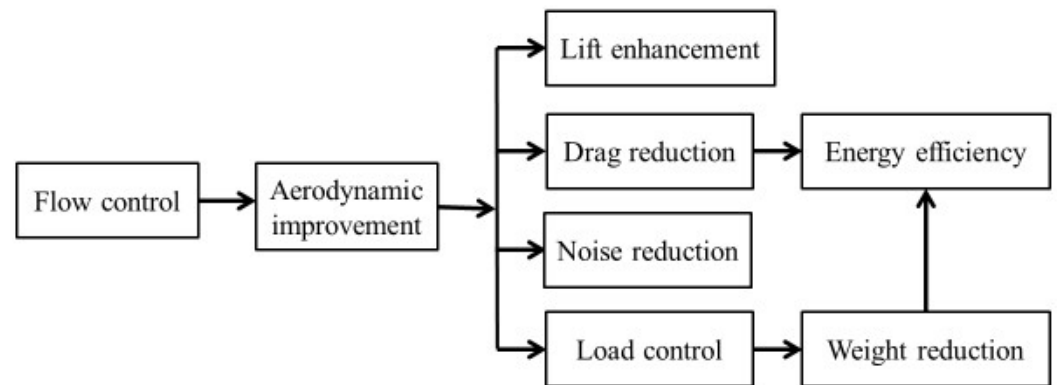 Lift enhancement
Drag reduction
Energy efficiency
Flow control
Aerodynamic
improvement
Noise reduction
Load control
Weight reduction